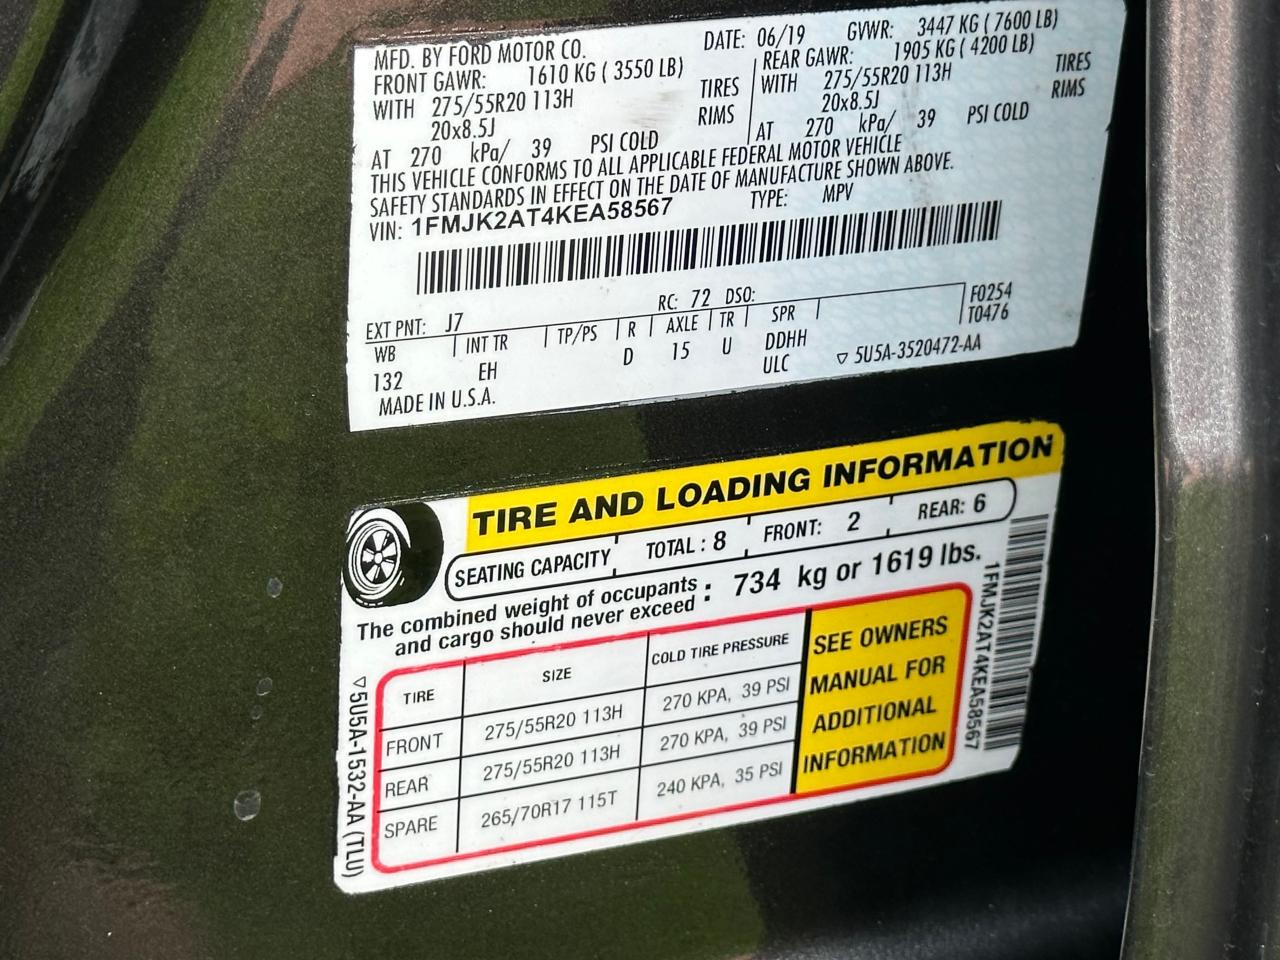 MFD. BY FORD MOTOR CO.
DATE: 06/19 GVWR: 3447 KG ( 7600 LB)
FRONT GAWR: 1610 KG ( 3550 LB)
REAR GAWR: 1905 KG ( 4200 LB)
WITH 275/55R20 113H TIRES
WITH 275/55R20 113H TIRES
20x8.5J RIMS
20x8.5J RIMS
AT 270 kPa/ 39 PSI COLD
AT 270 kPa/ 39 PSI COLD
THIS VEHICLE CONFORMS TO ALL APPLICABLE FEDERAL MOTOR VEHICLE
SAFETY STANDARDS IN EFFECT ON THE DATE OF MANUFACTURE SHOWN ABOVE.
VIN: 1FMJK2AT4KEA58567 TYPE: MPV
EXT PNT: J7 RC: 72 DSO:
F0254
T0476
WB INT TR TP/PS R AXLE TR SPR
132 EH D 15 U DDHH
ULC
▽ 5U5A-3520472-AA
MADE IN U.S.A.
TIRE AND LOADING INFORMATION
SEATING CAPACITY TOTAL : 8 FRONT: 2 REAR: 6
The combined weight of occupants and cargo should never exceed : 734 kg or 1619 lbs.
TIRE SIZE COLD TIRE PRESSURE
FRONT 275/55R20 113H 270 KPA, 39 PSI
REAR 275/55R20 113H 270 KPA, 39 PSI
SPARE 265/70R17 115T 240 KPA, 35 PSI
SEE OWNERS
MANUAL FOR
ADDITIONAL
INFORMATION
▽5U5A-1532-AA (TLU)
1FMJK2AT4KEA58567